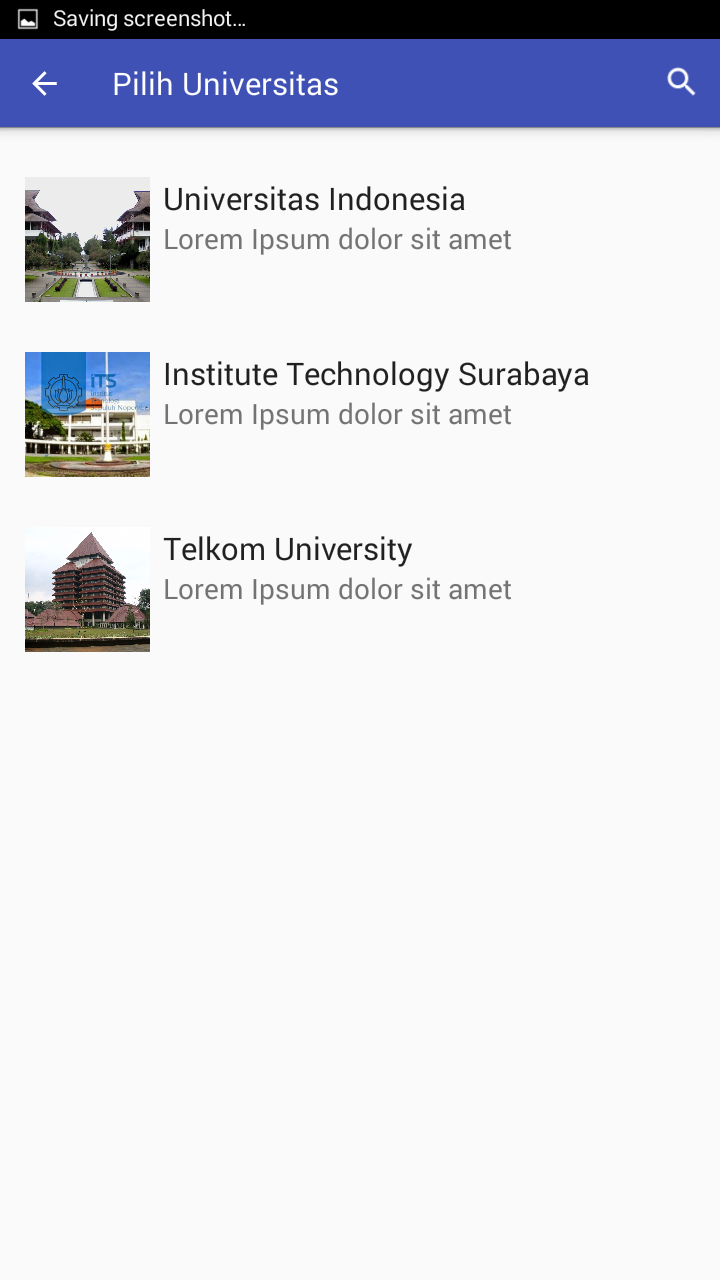 Saving screenshot...
Pilih Universitas
Universitas Indonesia
Lorem Ipsum dolor sit amet
iTS
Institute Technology Surabaya
Lorem Ipsum dolor sit amet
Telkom University
Lorem Ipsum dolor sit amet